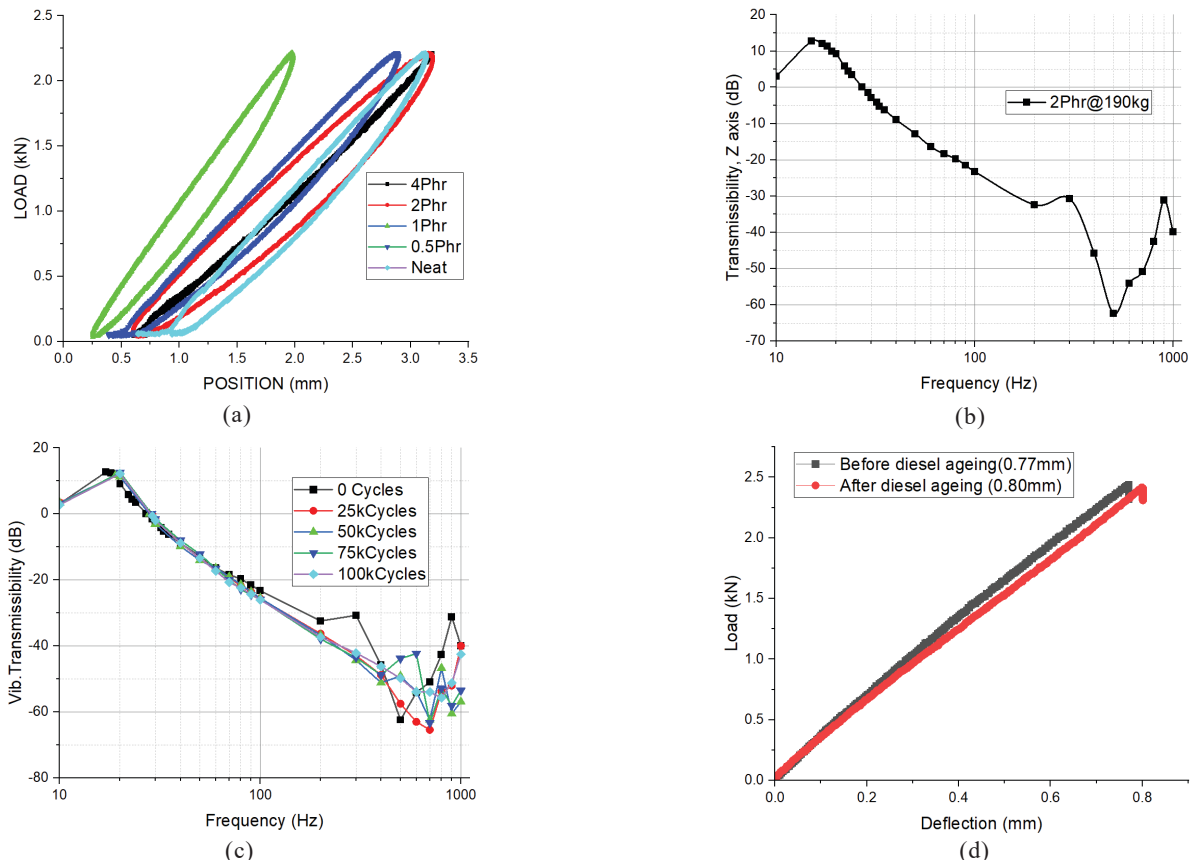 2.5
2.0
1.5
1.0
0.5
0.0
LOAD (kN)
0.0 0.5 1.0 1.5 2.0 2.5 3.0 3.5
POSITION (mm)
4Phr
2Phr
1Phr
0.5Phr
Neat
(a)
20
10
0
-10
-20
-30
-40
-50
-60
-70
Transmissibility, Z axis (dB)
10 100 1000
Frequency (Hz)
2Phr@190kg
(b)
20
0
-20
-40
-60
-80
Vib.Transmissibility (dB)
10 100 1000
Frequency (Hz)
0 Cycles
25kCycles
50kCycles
75kCycles
100kCycles
(c)
2.5
2.0
1.5
1.0
0.5
0.0
Load (kN)
0.0 0.2 0.4 0.6 0.8
Deflection (mm)
Before diesel ageing(0.77mm)
After diesel ageing (0.80mm)
(d)